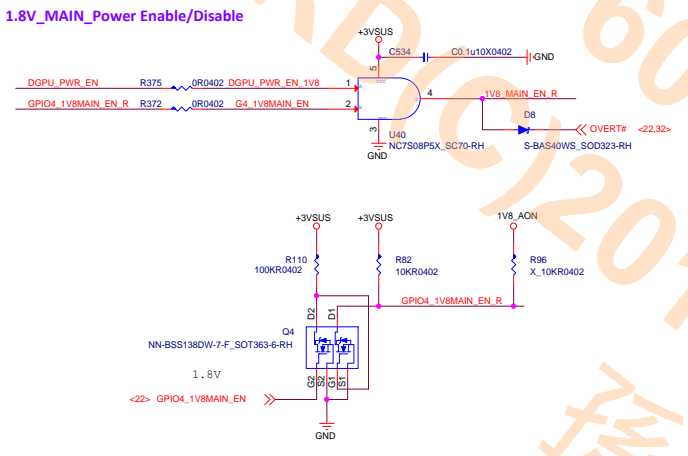 1.8V_MAIN_Power Enable/Disable
+3VSUS
C534 C0.1u10X0402 GND
5
DGPU_PWR_EN R375 0R0402 DGPU_PWR_EN_1V8 1
4 1V8_MAIN_EN_R
GPIO4_1V8MAIN_EN_R R372 0R0402 G4_1V8MAIN_EN 2
D8
3 U40 OVERT# <22,32>
GND NC7S08P5X_SC70-RH S-BAS40WS_SOD323-RH
+3VSUS +3VSUS 1V8_AON
R110 R82 R96
100KR0402 10KR0402 X_10KR0402
GPIO4_1V8MAIN_EN_R
D2 D1
Q4
NN-BSS138DW-7-F_SOT363-6-RH
1.8V
G2 S2 G1 S1
<22> GPIO4_1V8MAIN_EN
GND